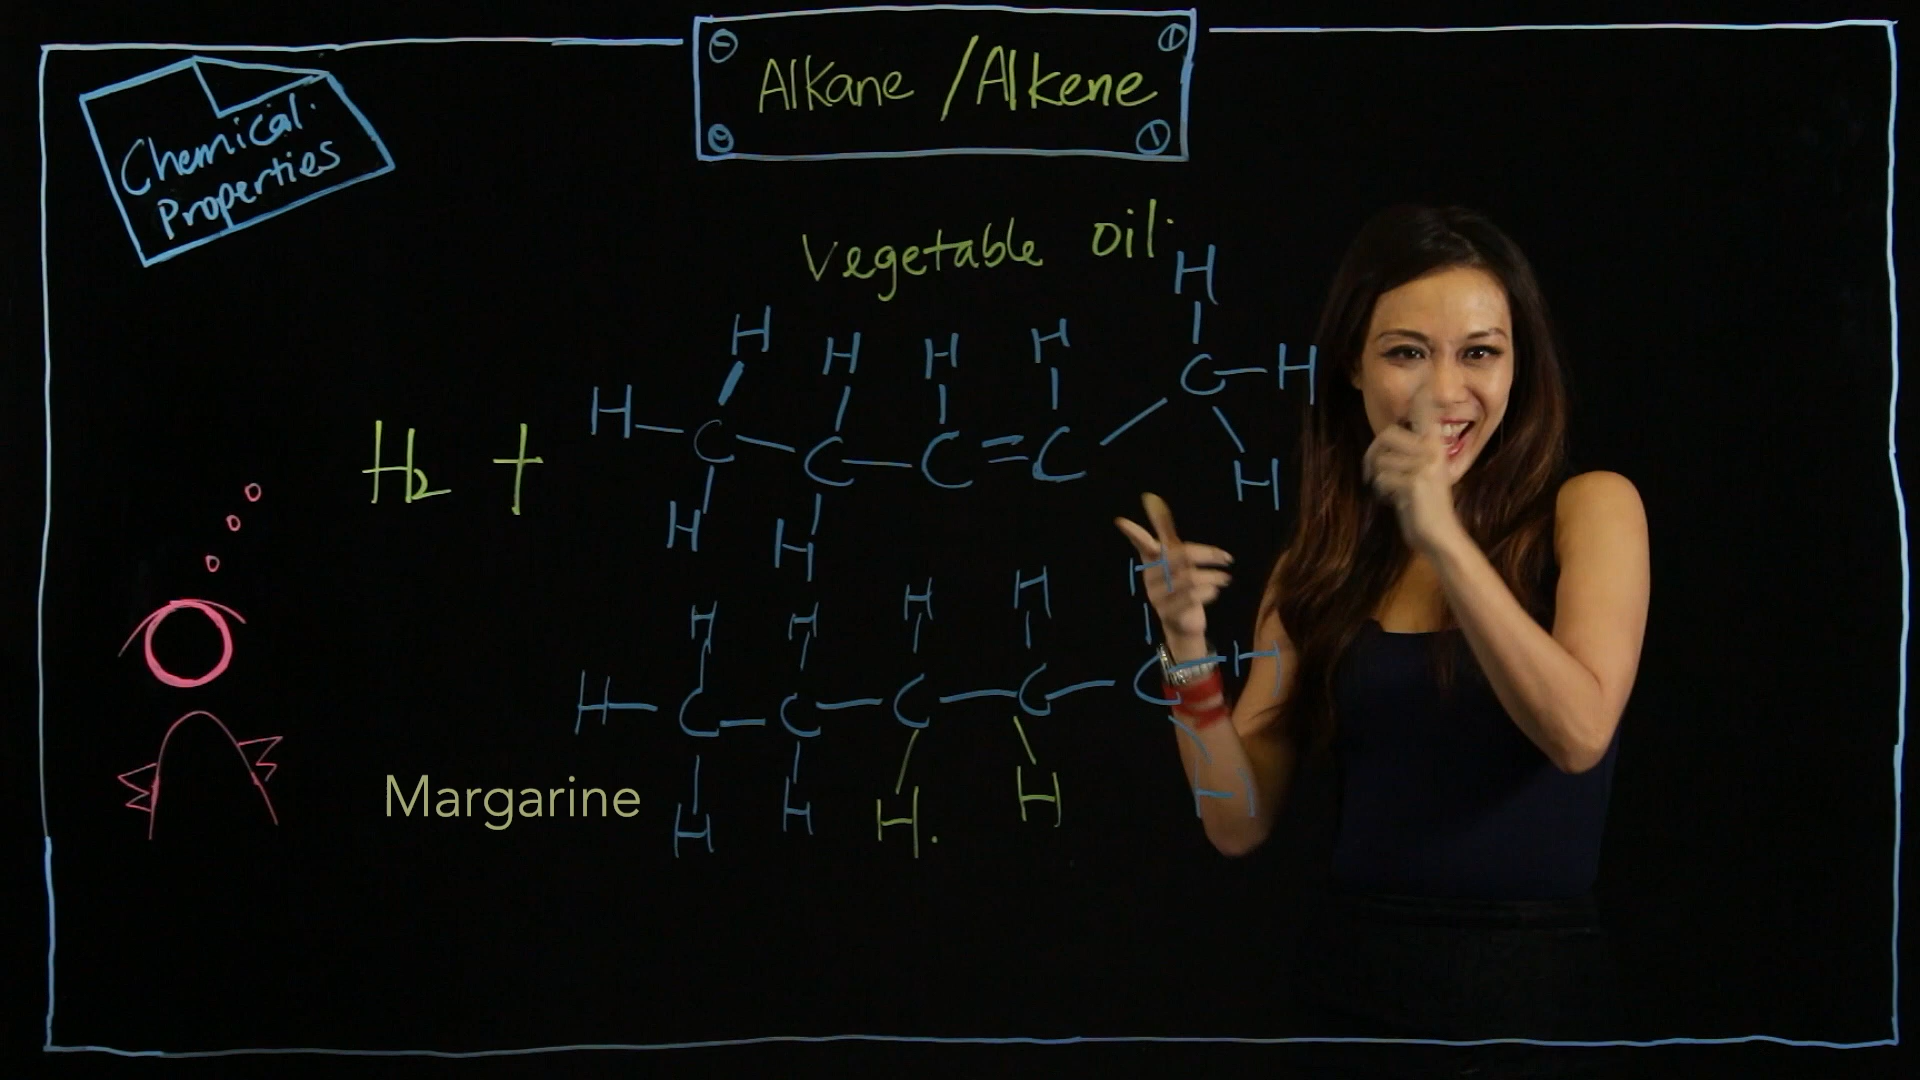 Alkane / Alkene
Chemical
Properties
Vegetable oil
H
H H H H
H C C C = C C H
H2 +
H H H
H H H H H
H C C C C C H
Margarine
H H H. H H